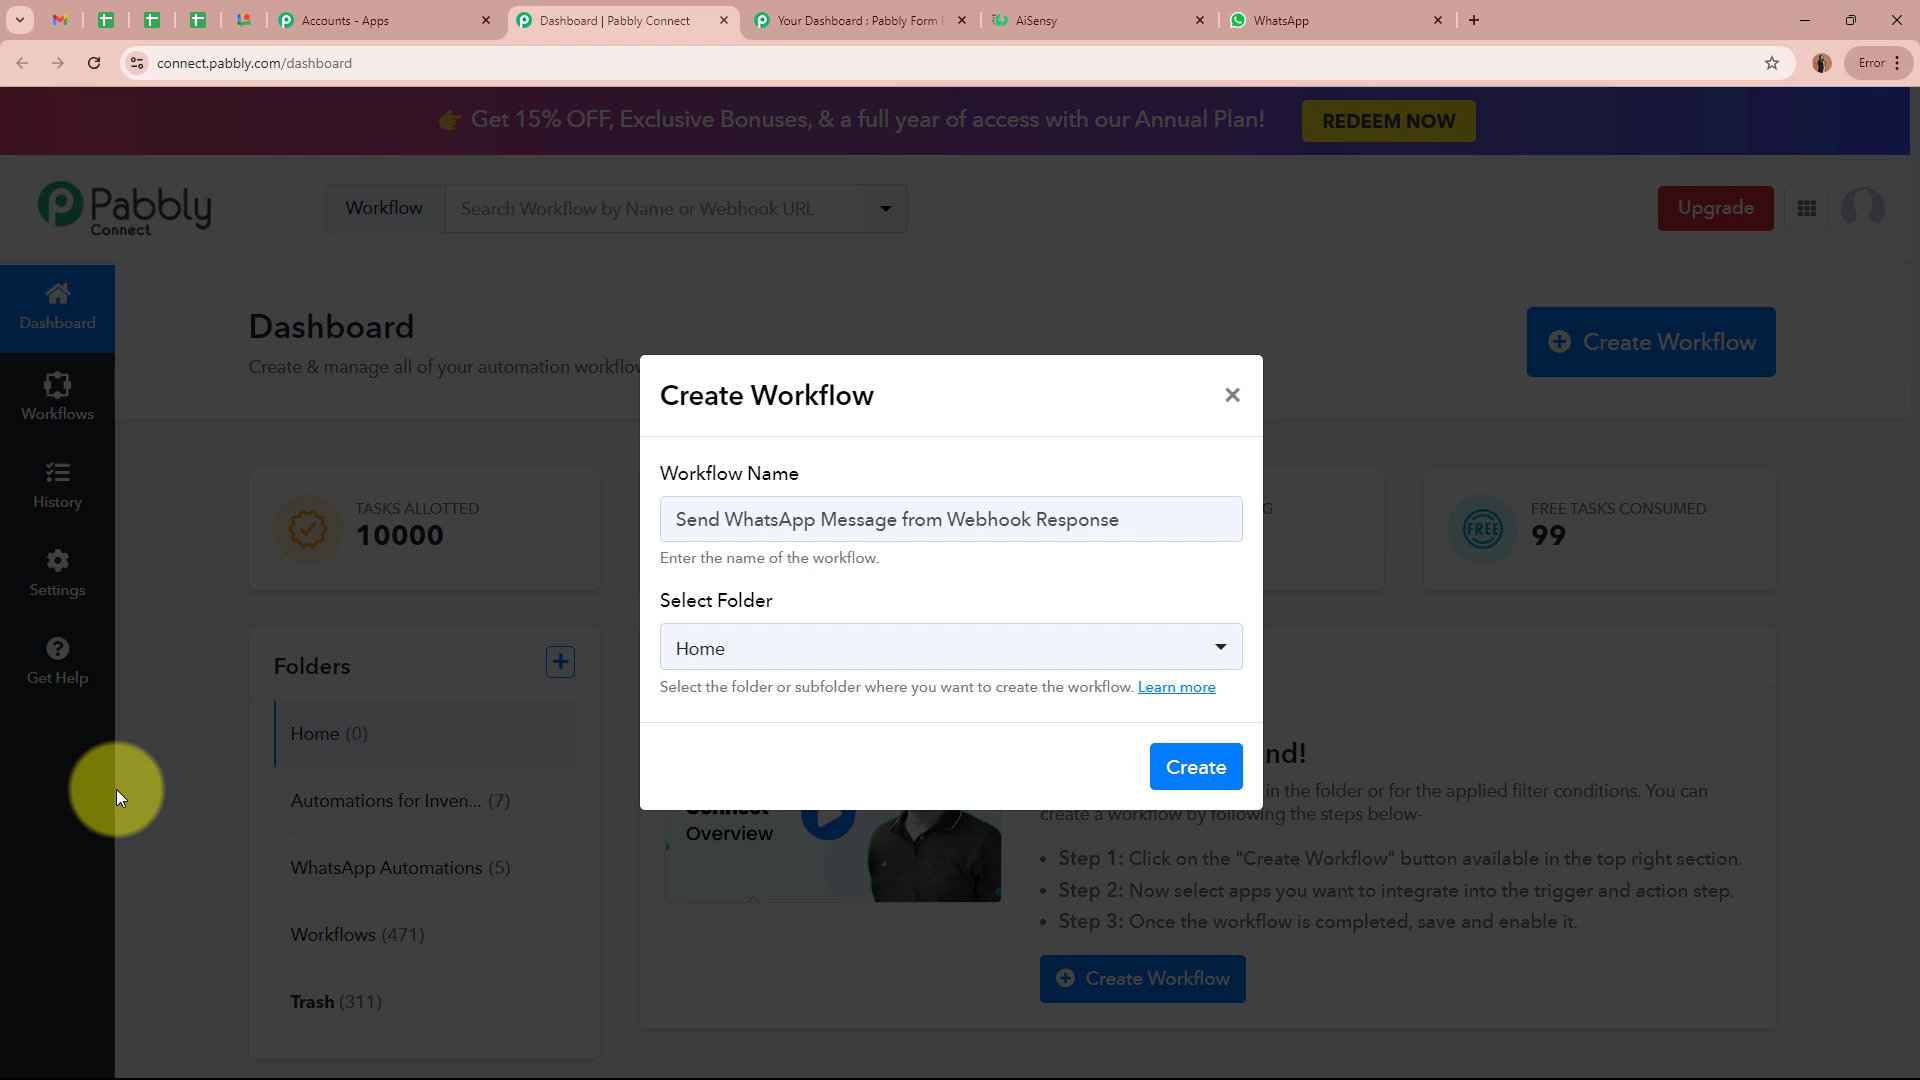 Accounts - Apps
Dashboard | Pabbly Connect
Your Dashboard : Pabbly Form
AiSensy
WhatsApp
connect.pabbly.com/dashboard
Error
👉 Get 15% OFF, Exclusive Bonuses, & a full year of access with our Annual Plan!
REDEEM NOW
Pabbly
Connect
Workflow
Search Workflow by Name or Webhook URL
Upgrade
Dashboard
Workflows
History
Settings
Get Help
Dashboard
Create & manage all of your automation workflow
Create Workflow
TASKS ALLOTTED
10000
G
FREE
FREE TASKS CONSUMED
99
Folders
Home (0)
Automations for Inven... (7)
WhatsApp Automations (5)
Workflows (471)
Trash (311)
Create Workflow
Workflow Name
Send WhatsApp Message from Webhook Response
Enter the name of the workflow.
Select Folder
Home
Select the folder or subfolder where you want to create the workflow. Learn more
Create
nd!
in the folder or for the applied filter conditions. You can
create a workflow by following the steps below-
Connect
Overview
• Step 1: Click on the "Create Workflow" button available in the top right section.
• Step 2: Now select apps you want to integrate into the trigger and action step.
• Step 3: Once the workflow is completed, save and enable it.
Create Workflow